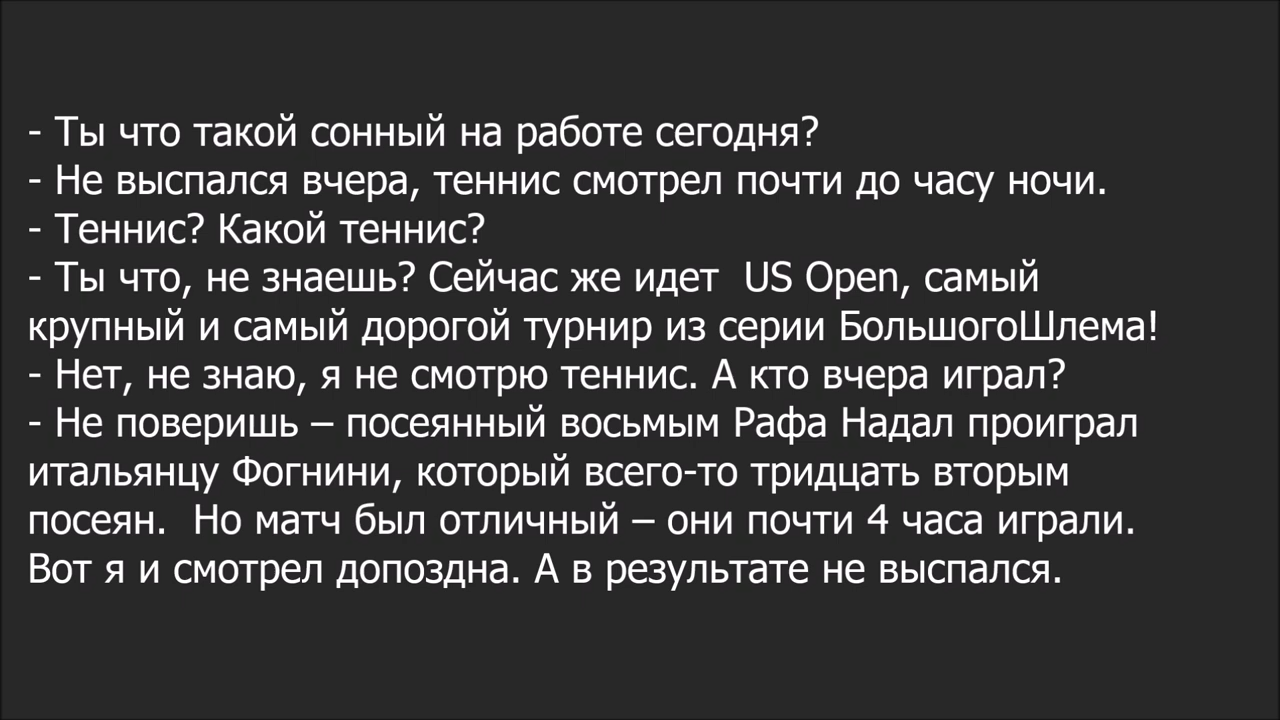 - Ты что такой сонный на работе сегодня?
- Не выспался вчера, теннис смотрел почти до часу ночи.
- Теннис? Какой теннис?
- Ты что, не знаешь? Сейчас же идет  US Open, самый
крупный и самый дорогой турнир из серии БольшогоШлема!
- Нет, не знаю, я не смотрю теннис. А кто вчера играл?
- Не поверишь – посеянный восьмым Рафа Надал проиграл
итальянцу Фогнини, который всего-то тридцать вторым
посеян.  Но матч был отличный – они почти 4 часа играли.
Вот я и смотрел допоздна. А в результате не выспался.